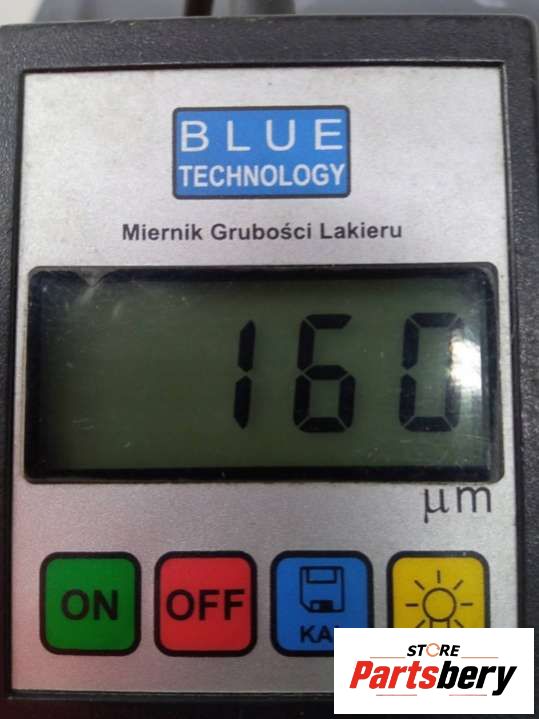 BLUE
TECHNOLOGY
Miernik Grubości Lakieru
160
μm
ON
OFF
STORE
Partsbery